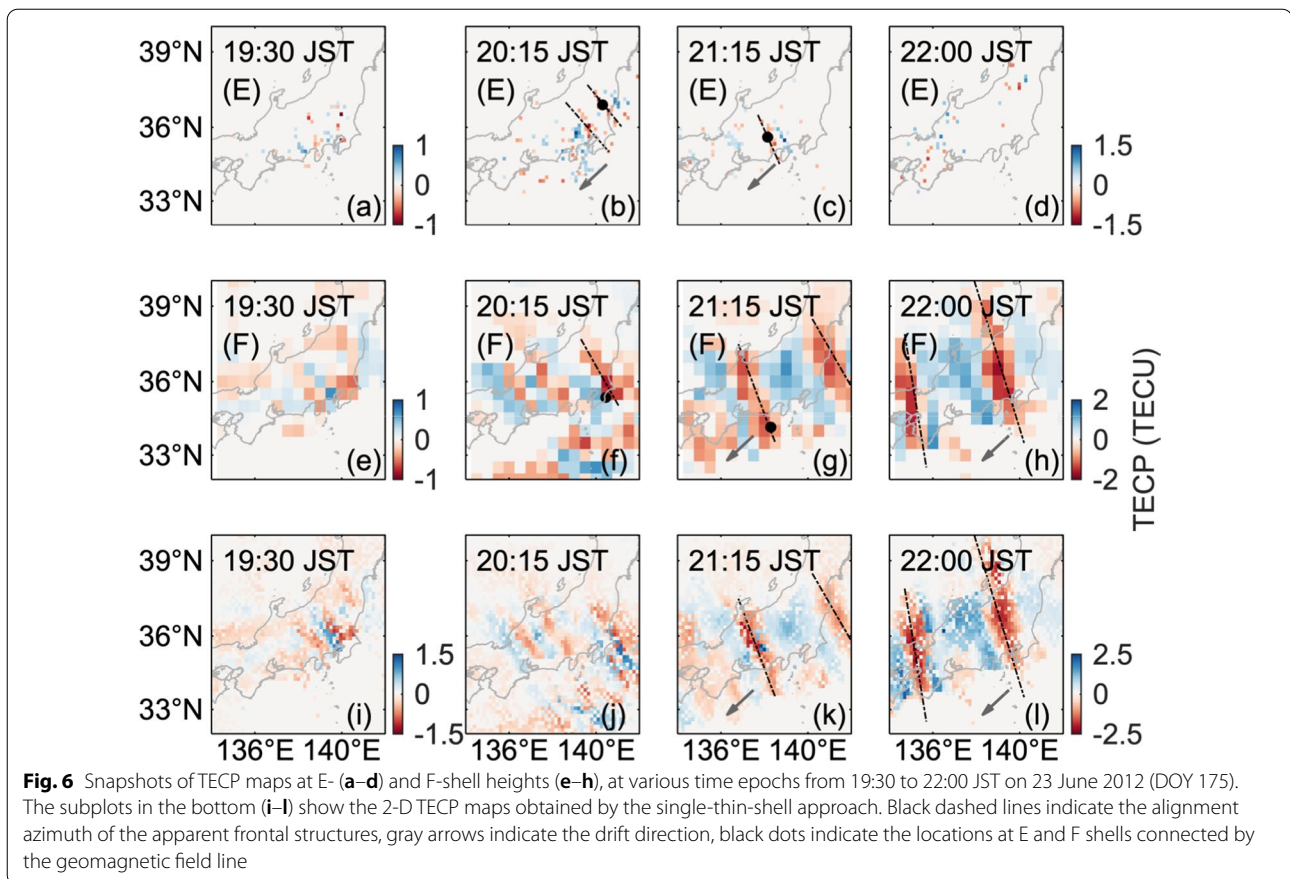 39°N
36°N
33°N
19:30 JST
(E)
1
0
-1
(a)
20:15 JST
(E)
(b)
21:15 JST
(E)
(c)
22:00 JST
(E)
1.5
0
-1.5
(d)
39°N
36°N
33°N
19:30 JST
(F)
1
0
-1
(e)
20:15 JST
(F)
(f)
21:15 JST
(F)
(g)
22:00 JST
(F)
2
0
-2
(h)
TECP (TECU)
39°N
36°N
33°N
19:30 JST
1.5
0
-1.5
(i)
20:15 JST
(j)
21:15 JST
(k)
22:00 JST
2.5
0
-2.5
(l)
136°E 140°E
136°E 140°E
136°E 140°E
136°E 140°E
Fig. 6 Snapshots of TECP maps at E- (a–d) and F-shell heights (e–h), at various time epochs from 19:30 to 22:00 JST on 23 June 2012 (DOY 175).
The subplots in the bottom (i–l) show the 2-D TECP maps obtained by the single-thin-shell approach. Black dashed lines indicate the alignment
azimuth of the apparent frontal structures, gray arrows indicate the drift direction, black dots indicate the locations at E and F shells connected by
the geomagnetic field line